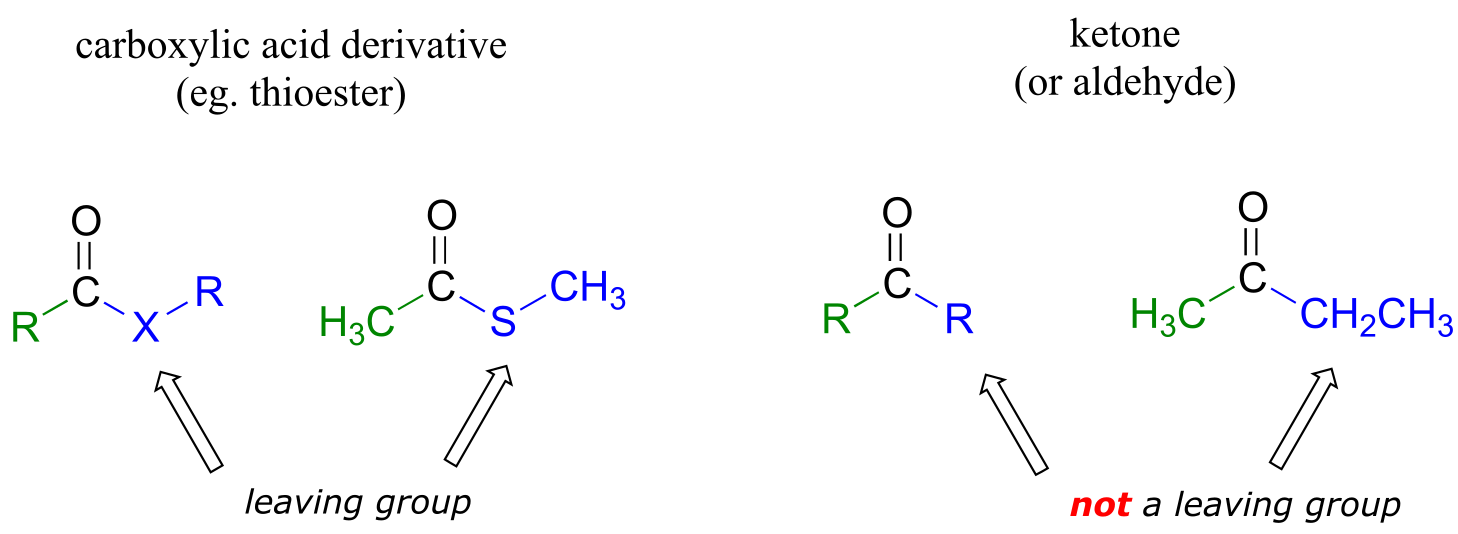 carboxylic acid derivative
(eg. thioester)
ketone
(or aldehyde)
O
C
R
X
R
O
C
H₃C
S
CH₃
O
C
R
R
O
C
H₃C
CH₂CH₃
leaving group
not a leaving group